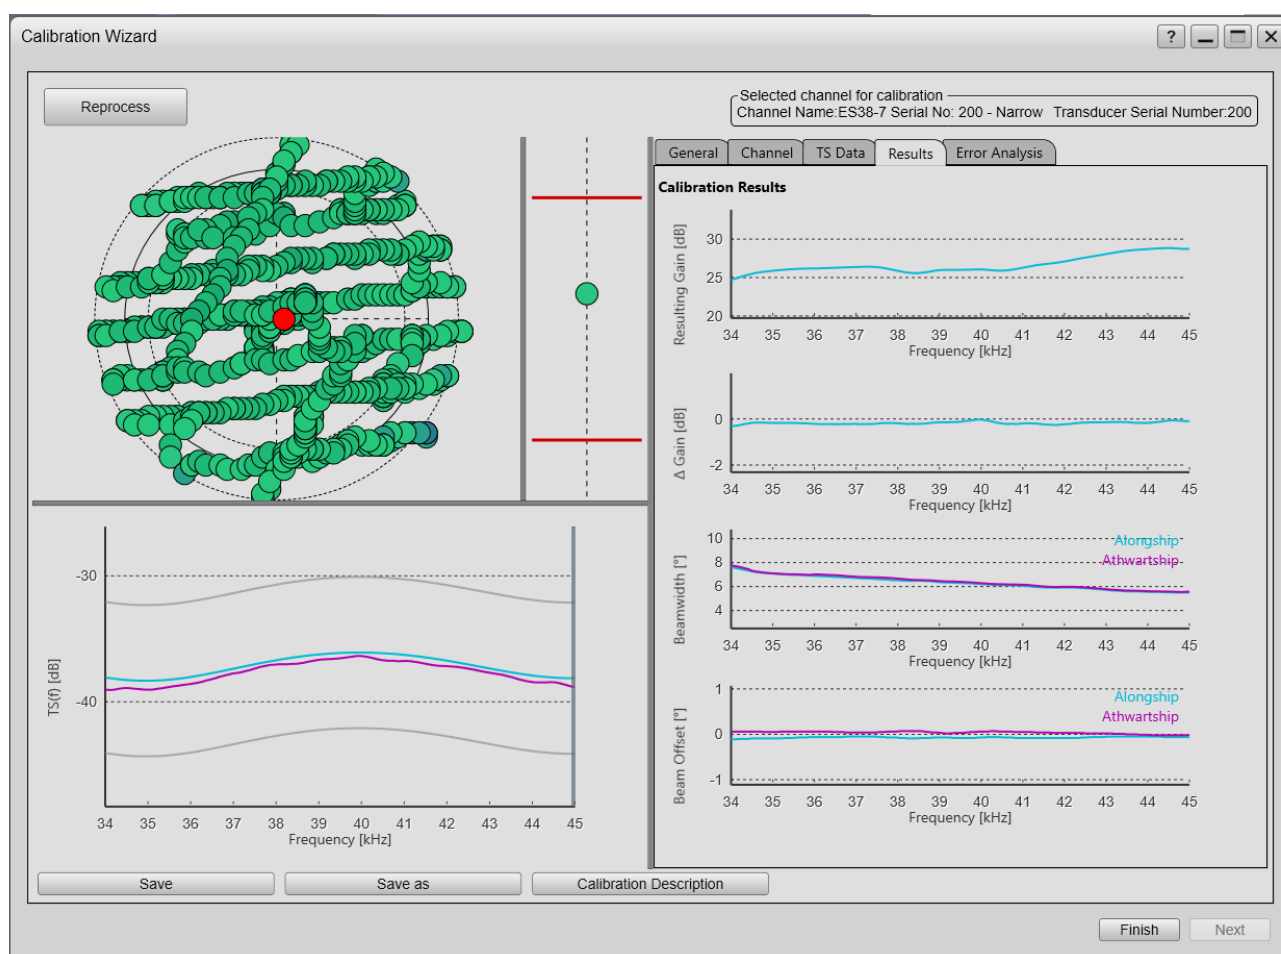 Calibration Wizard
?
Reprocess
Selected channel for calibration
Channel Name:ES38-7 Serial No: 200 - Narrow Transducer Serial Number:200
General Channel TS Data Results Error Analysis
Calibration Results
Resulting Gain [dB]
30
25
20
34 35 36 37 38 39 40 41 42 43 44 45
Frequency [kHz]
Δ Gain [dB]
0
-2
34 35 36 37 38 39 40 41 42 43 44 45
Frequency [kHz]
Beamwidth [°]
10
8
6
4
Alongship
Athwartship
34 35 36 37 38 39 40 41 42 43 44 45
Frequency [kHz]
Beam Offset [°]
1
0
-1
Alongship
Athwartship
34 35 36 37 38 39 40 41 42 43 44 45
Frequency [kHz]
TS(f) [dB]
-30
-40
34 35 36 37 38 39 40 41 42 43 44 45
Frequency [kHz]
Save Save as Calibration Description
Finish Next